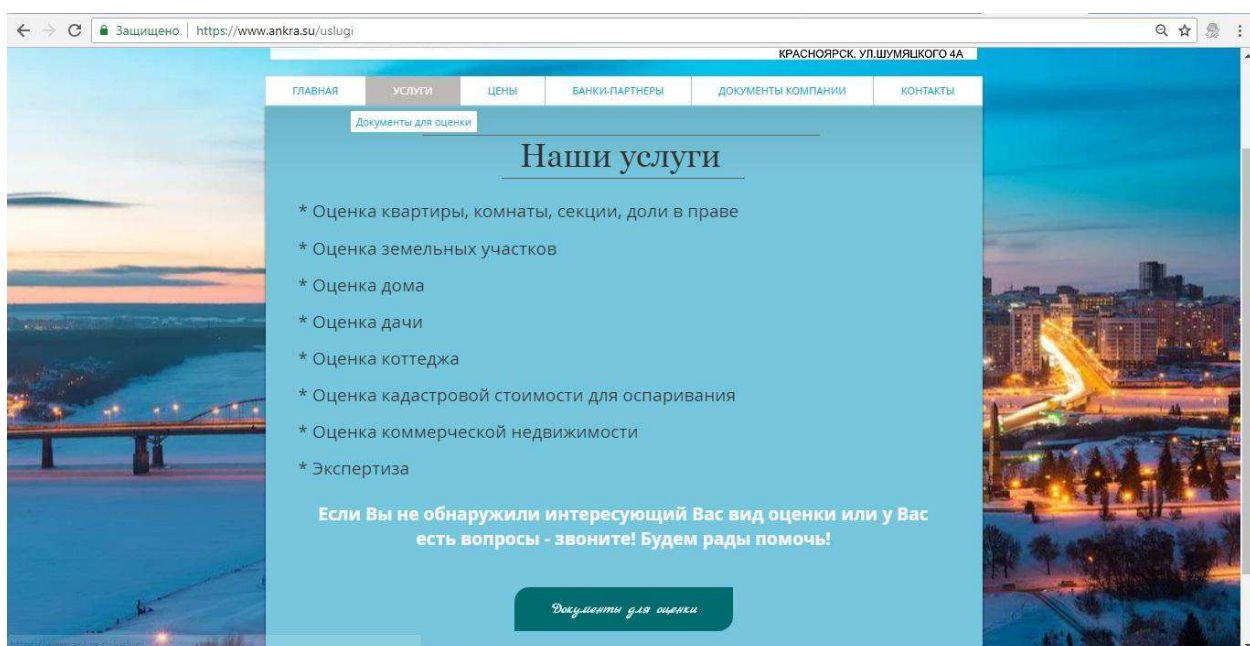 Защищено | https://www.ankra.su/uslugi
КРАСНОЯРСК. УЛ.ШУМЯЦКОГО 4А
ГЛАВНАЯ УСЛУГИ ЦЕНЫ БАНКИ-ПАРТНЕРЫ ДОКУМЕНТЫ КОМПАНИИ КОНТАКТЫ
Документы для оценки
Наши услуги
* Оценка квартиры, комнаты, секции, доли в праве
* Оценка земельных участков
* Оценка дома
* Оценка дачи
* Оценка коттеджа
* Оценка кадастровой стоимости для оспаривания
* Оценка коммерческой недвижимости
* Экспертиза
Если Вы не обнаружили интересующий Вас вид оценки или у Вас
есть вопросы - звоните! Будем рады помочь!
Документы для оценки